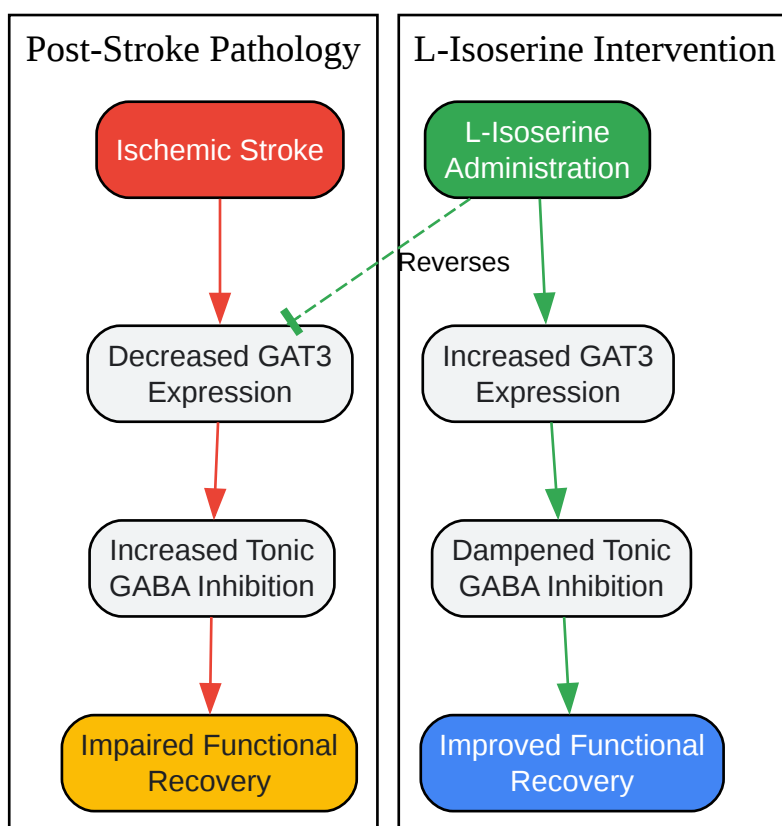 Post-Stroke Pathology
Ischemic Stroke
Decreased GAT3
Expression
Increased Tonic
GABA Inhibition
Impaired Functional
Recovery
L-Isoserine Intervention
L-Isoserine
Administration
Reverses
Increased GAT3
Expression
Dampened Tonic
GABA Inhibition
Improved Functional
Recovery